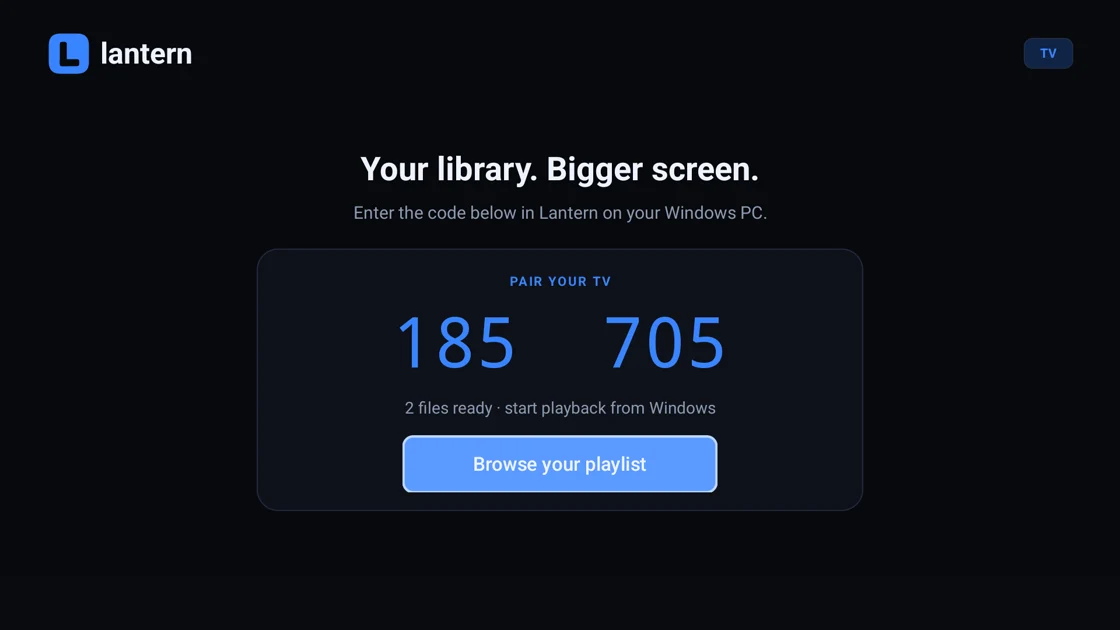 lantern
TV
Your library. Bigger screen.
Enter the code below in Lantern on your Windows PC.
PAIR YOUR TV
185 705
2 files ready · start playback from Windows
Browse your playlist